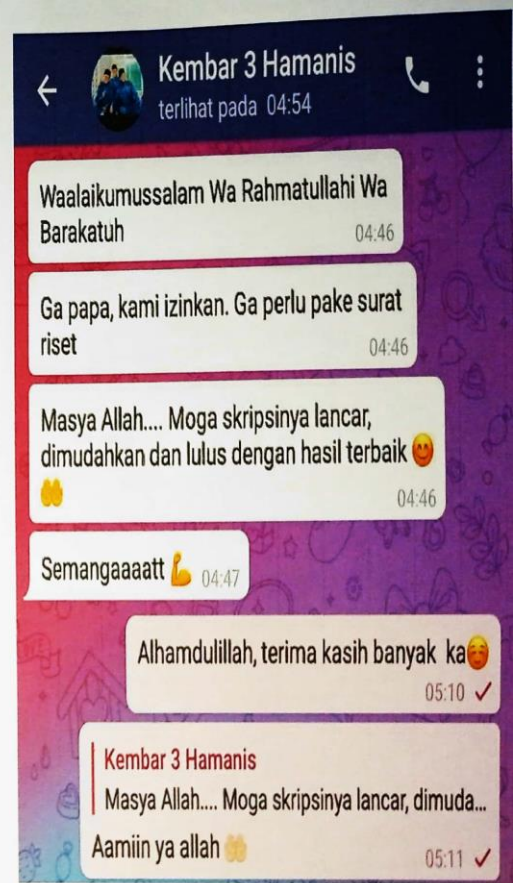 Kembar 3 Hamanis
terlihat pada 04:54
Waalaikumussalam Wa Rahmatullahi Wa
Barakatuh
04:46
Ga papa, kami izinkan. Ga perlu pake surat
riset
04:46
Masya Allah.... Moga skripsinya lancar,
dimudahkan dan lulus dengan hasil terbaik 😊
🤲
04:46
Semangaaaatt 💪 04:47
Alhamdulillah, terima kasih banyak ka☺️
05:10
Kembar 3 Hamanis
Masya Allah.... Moga skripsinya lancar, dimuda...
Aamiin ya allah 🤲
05:11